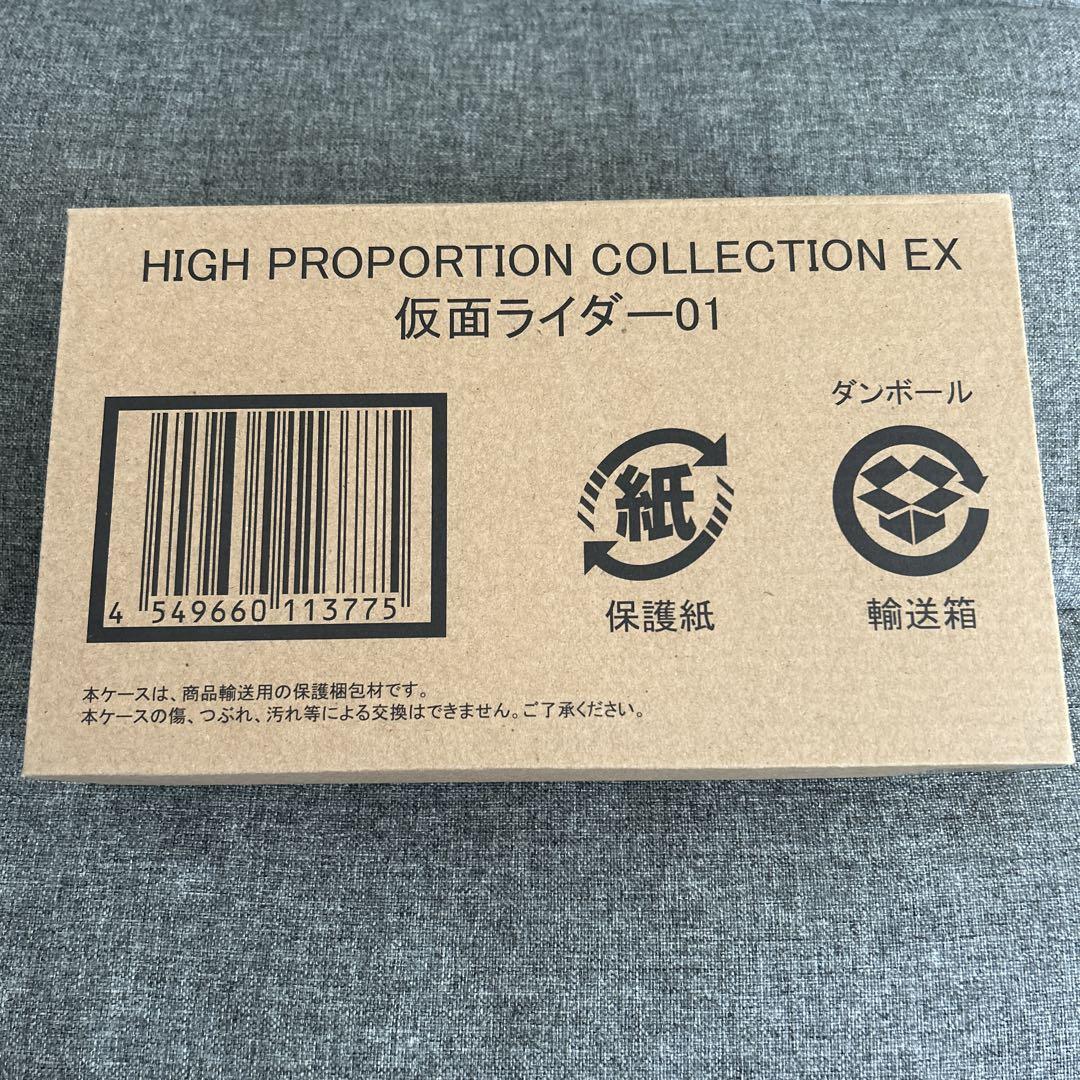 HIGH PROPORTION COLLECTION EX
仮面ライダー01
ダンボール
紙
4 549660 113775
保護紙
輸送箱
本ケースは、商品輸送用の保護梱包材です。
本ケースの傷、つぶれ、汚れ等による交換はできません。ご了承ください。